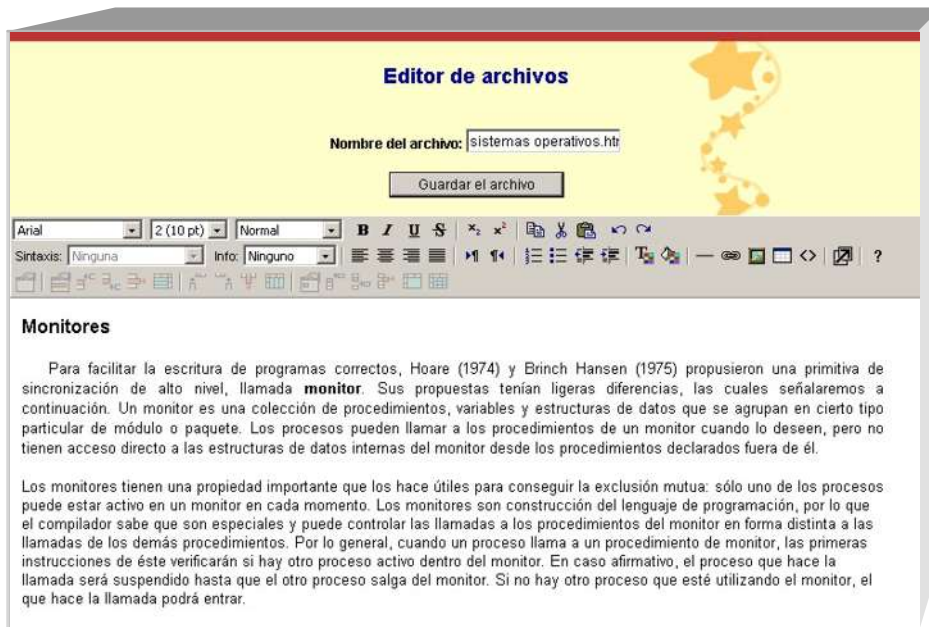 Editor de archivos
Nombre del archivo: sistemas operativos.htr
Guardar el archivo
Arial 2 (10 pt) Normal B I U S x₂ x²
Sintaxis: Ninguna Info: Ninguno ?
Monitores
Para facilitar la escritura de programas correctos, Hoare (1974) y Brinch Hansen (1975) propusieron una primitiva de
sincronización de alto nivel, llamada monitor. Sus propuestas tenían ligeras diferencias, las cuales señalaremos a
continuación. Un monitor es una colección de procedimientos, variables y estructuras de datos que se agrupan en cierto tipo
particular de módulo o paquete. Los procesos pueden llamar a los procedimientos de un monitor cuando lo deseen, pero no
tienen acceso directo a las estructuras de datos internas del monitor desde los procedimientos declarados fuera de él.
Los monitores tienen una propiedad importante que los hace útiles para conseguir la exclusión mutua: sólo uno de los procesos
puede estar activo en un monitor en cada momento. Los monitores son construcción del lenguaje de programación, por lo que
el compilador sabe que son especiales y puede controlar las llamadas a los procedimientos del monitor en forma distinta a las
llamadas de los demás procedimientos. Por lo general, cuando un proceso llama a un procedimiento de monitor, las primeras
instrucciones de éste verificarán si hay otro proceso activo dentro del monitor. En caso afirmativo, el proceso que hace la
llamada será suspendido hasta que el otro proceso salga del monitor. Si no hay otro proceso que esté utilizando el monitor, el
que hace la llamada podrá entrar.